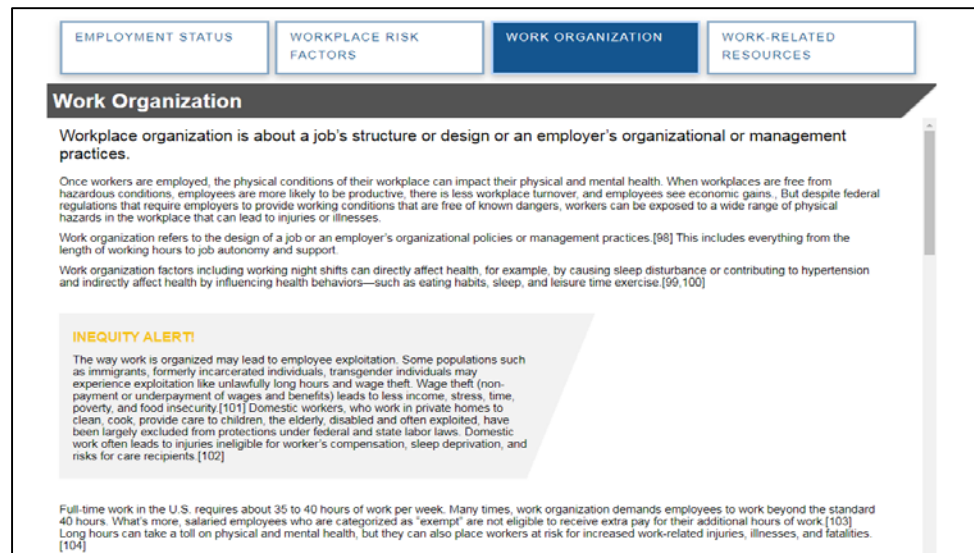 EMPLOYMENT STATUS
WORKPLACE RISK
FACTORS
WORK ORGANIZATION
WORK-RELATED
RESOURCES
Work Organization
Workplace organization is about a job's structure or design or an employer's organizational or management
practices.
Once workers are employed, the physical conditions of their workplace can impact their physical and mental health. When workplaces are free from
hazardous conditions, employees are more likely to be productive, there is less workplace turnover, and employees see economic gains., But despite federal
regulations that require employers to provide working conditions that are free of known dangers, workers can be exposed to a wide range of physical
hazards in the workplace that can lead to injuries or illnesses.
Work organization refers to the design of a job or an employer's organizational policies or management practices.[98] This includes everything from the
length of working hours to job autonomy and support.
Work organization factors including working night shifts can directly affect health, for example, by causing sleep disturbance or contributing to hypertension
and indirectly affect health by influencing health behaviors—such as eating habits, sleep, and leisure time exercise.[99,100]
INEQUITY ALERT!
The way work is organized may lead to employee exploitation. Some populations such
as immigrants, formerly incarcerated individuals, transgender individuals may
experience exploitation like unlawfully long hours and wage theft. Wage theft (non-
payment or underpayment of wages and benefits) leads to less income, stress, time,
poverty, and food insecurity.[101] Domestic workers, who work in private homes to
clean, cook, provide care to children, the elderly, disabled and often exploited, have
been largely excluded from protections under federal and state labor laws. Domestic
work often leads to injuries ineligible for worker's compensation, sleep deprivation, and
risks for care recipients.[102]
Full-time work in the U.S. requires about 35 to 40 hours of work per week. Many times, work organization demands employees to work beyond the standard
40 hours. What's more, salaried employees who are categorized as "exempt" are not eligible to receive extra pay for their additional hours of work.[103]
Long hours can take a toll on physical and mental health, but they can also place workers at risk for increased work-related injuries, illnesses, and fatalities.
[104]